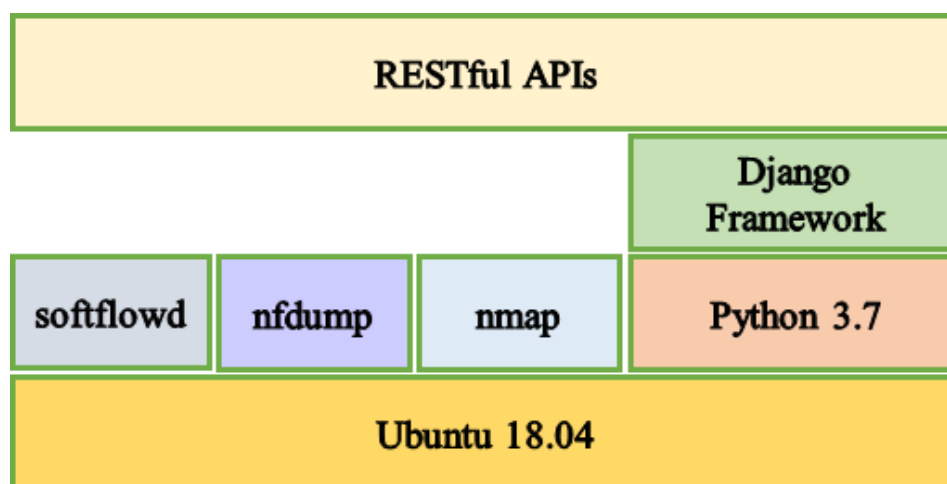 RESTful APIs
Django
Framework
softflowd
nfdump
nmap
Python 3.7
Ubuntu 18.04